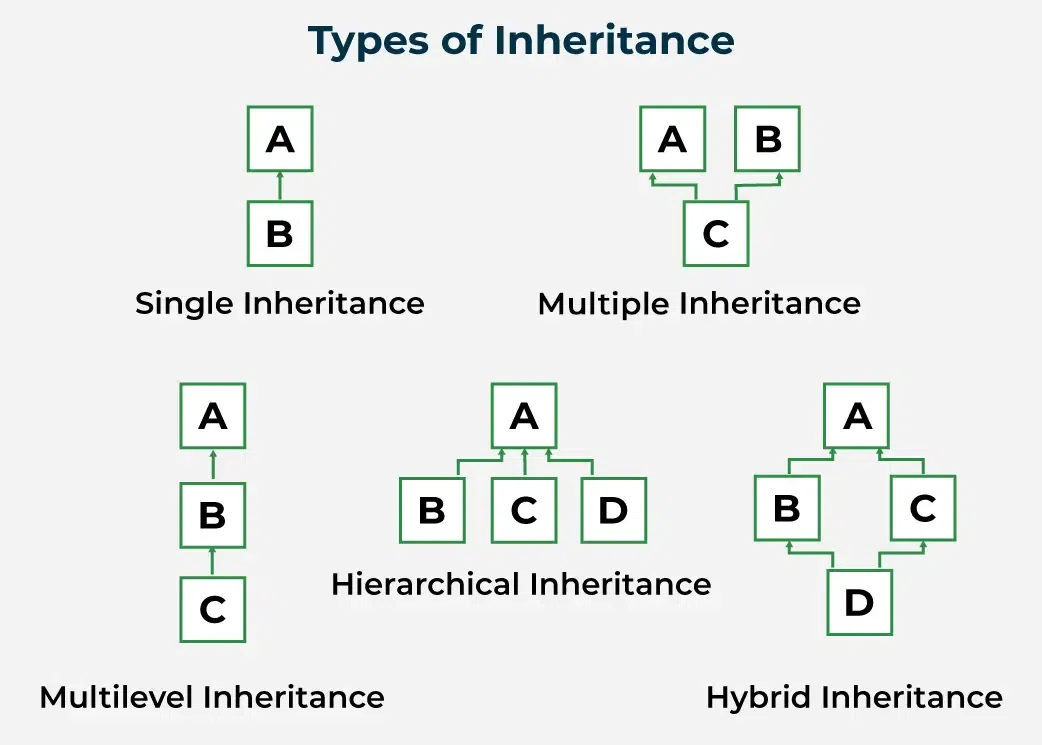 Types of Inheritance
A
B
Single Inheritance
A B
C
Multiple Inheritance
A
B
C
Multilevel Inheritance
A
B C D
Hierarchical Inheritance
A
B C
D
Hybrid Inheritance